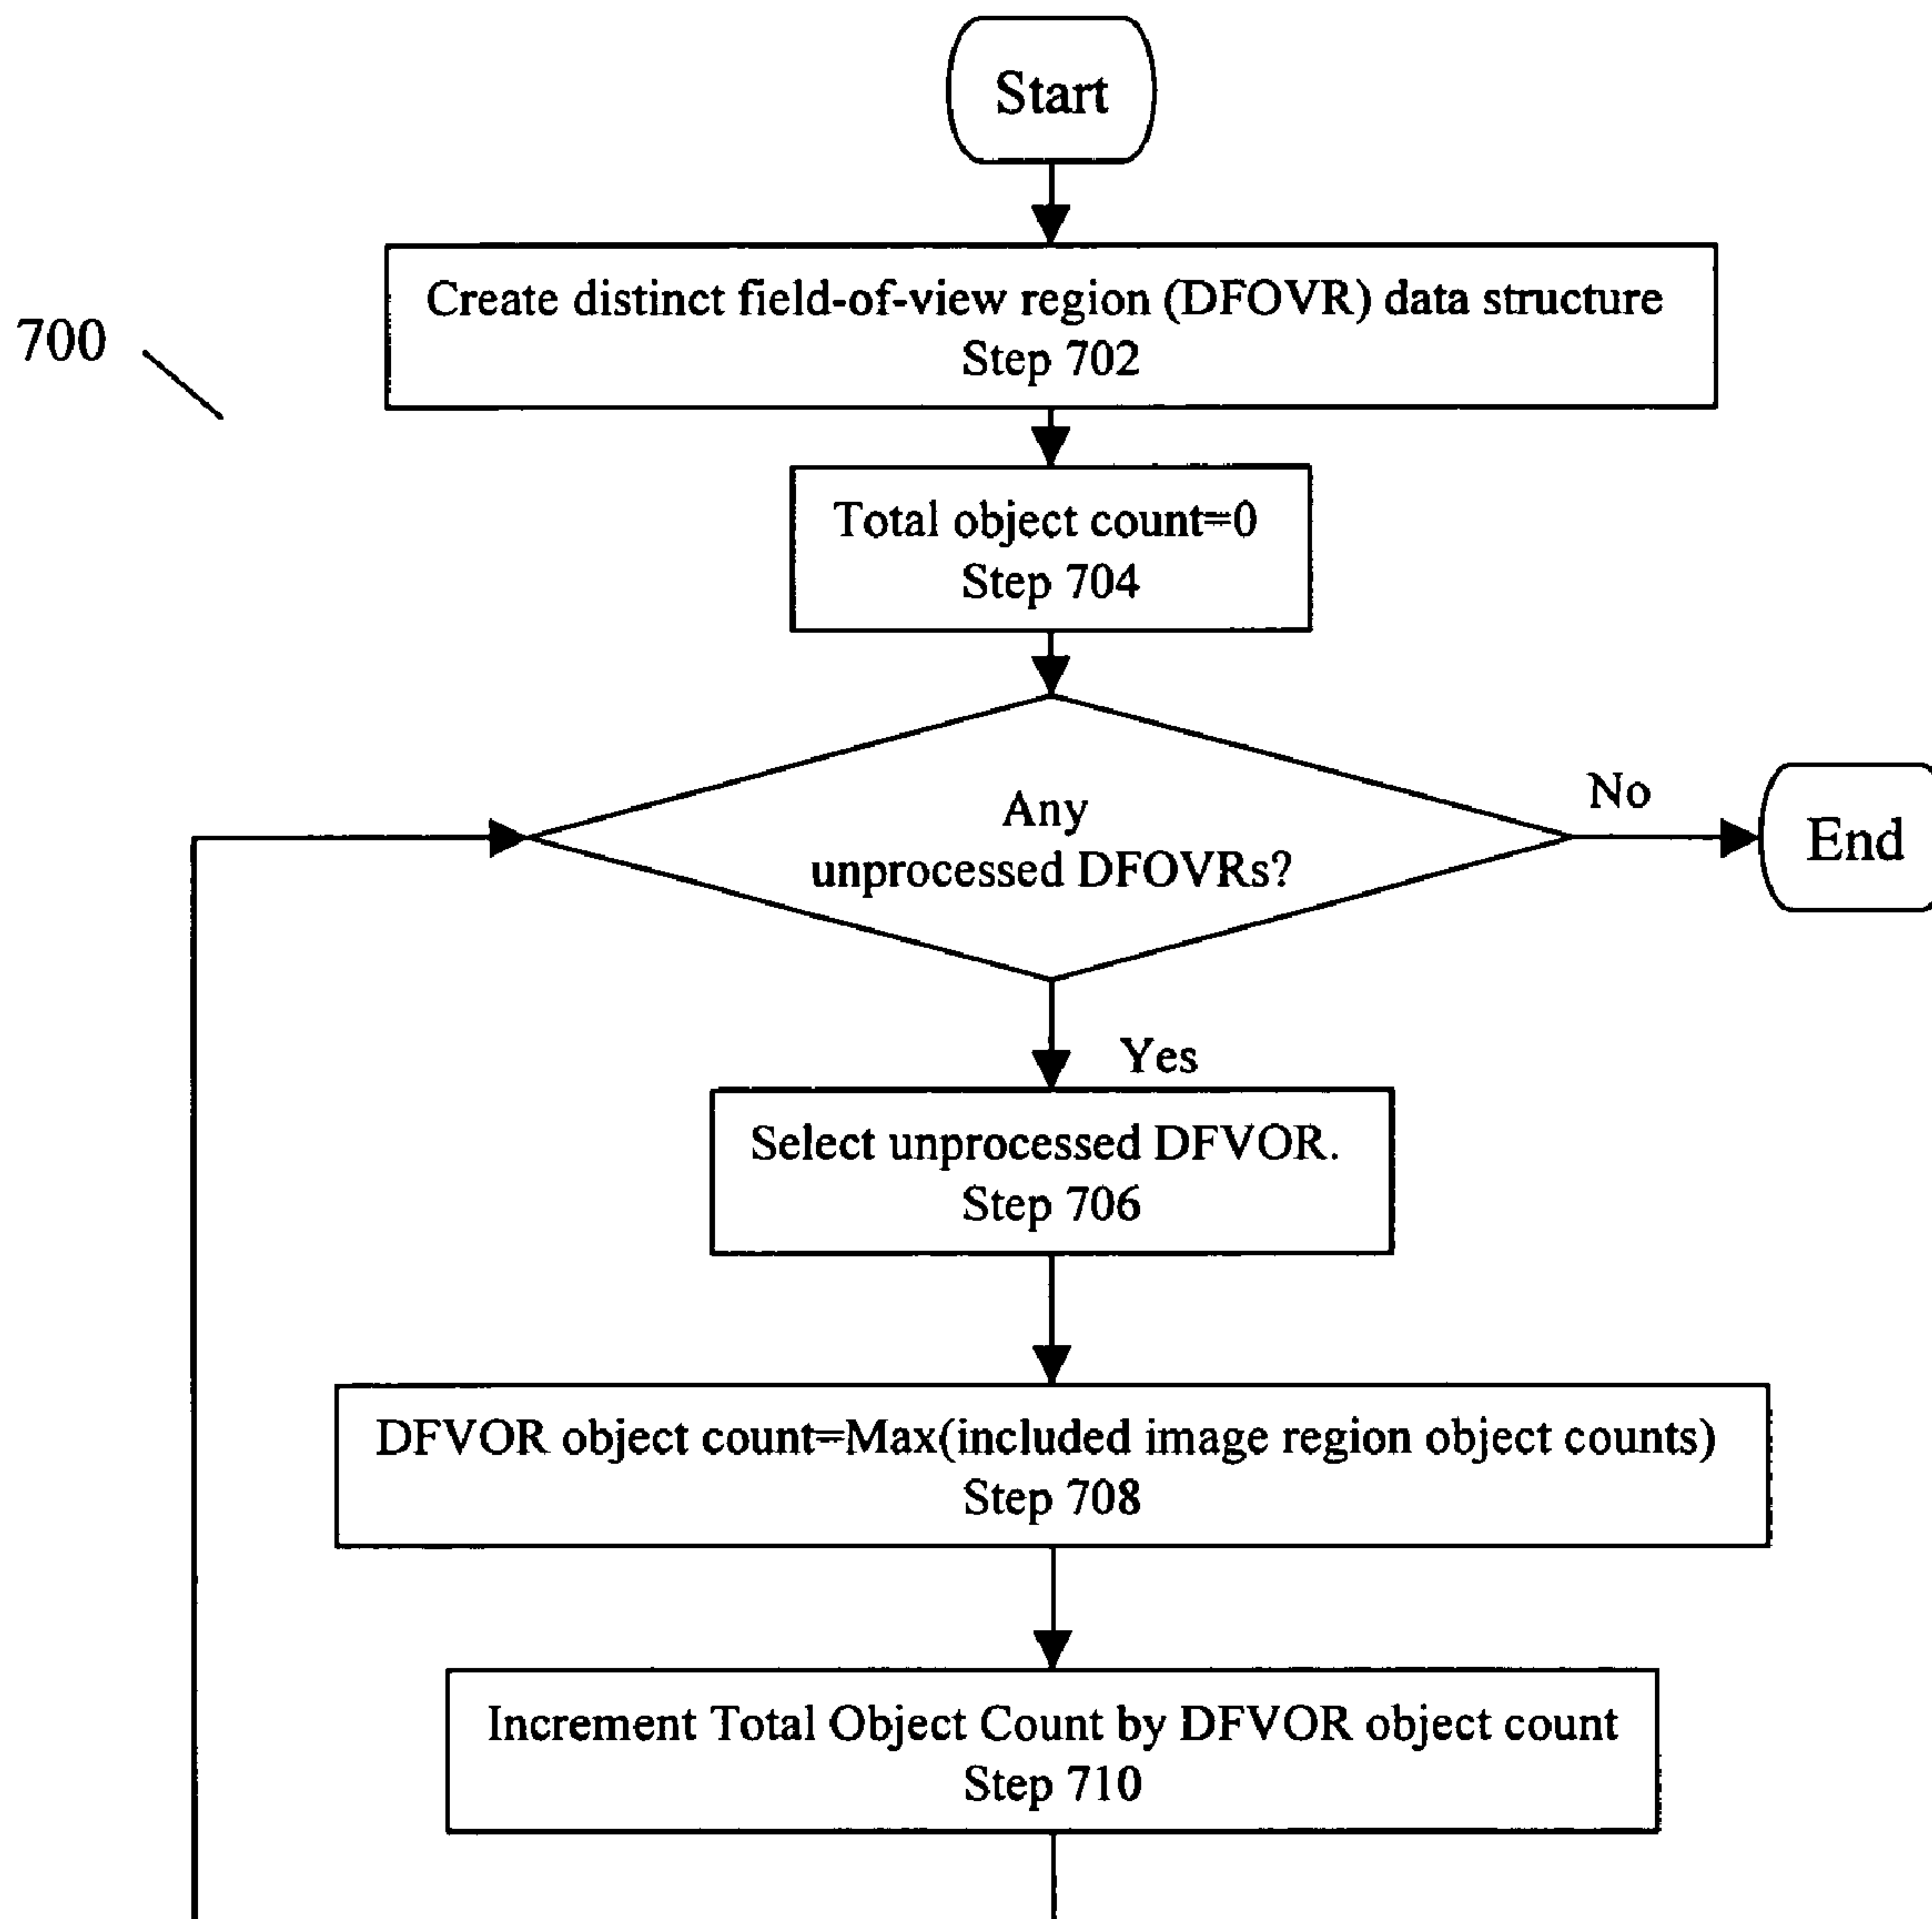 Start
700
Create distinct field-of-view region (DFOVR) data structure
Step 702
Total object count=0
Step 704
Any
unprocessed DFOVRs?
No
End
Yes
Select unprocessed DFVOR.
Step 706
DFVOR object count=Max(included image region object counts)
Step 708
Increment Total Object Count by DFVOR object count
Step 710